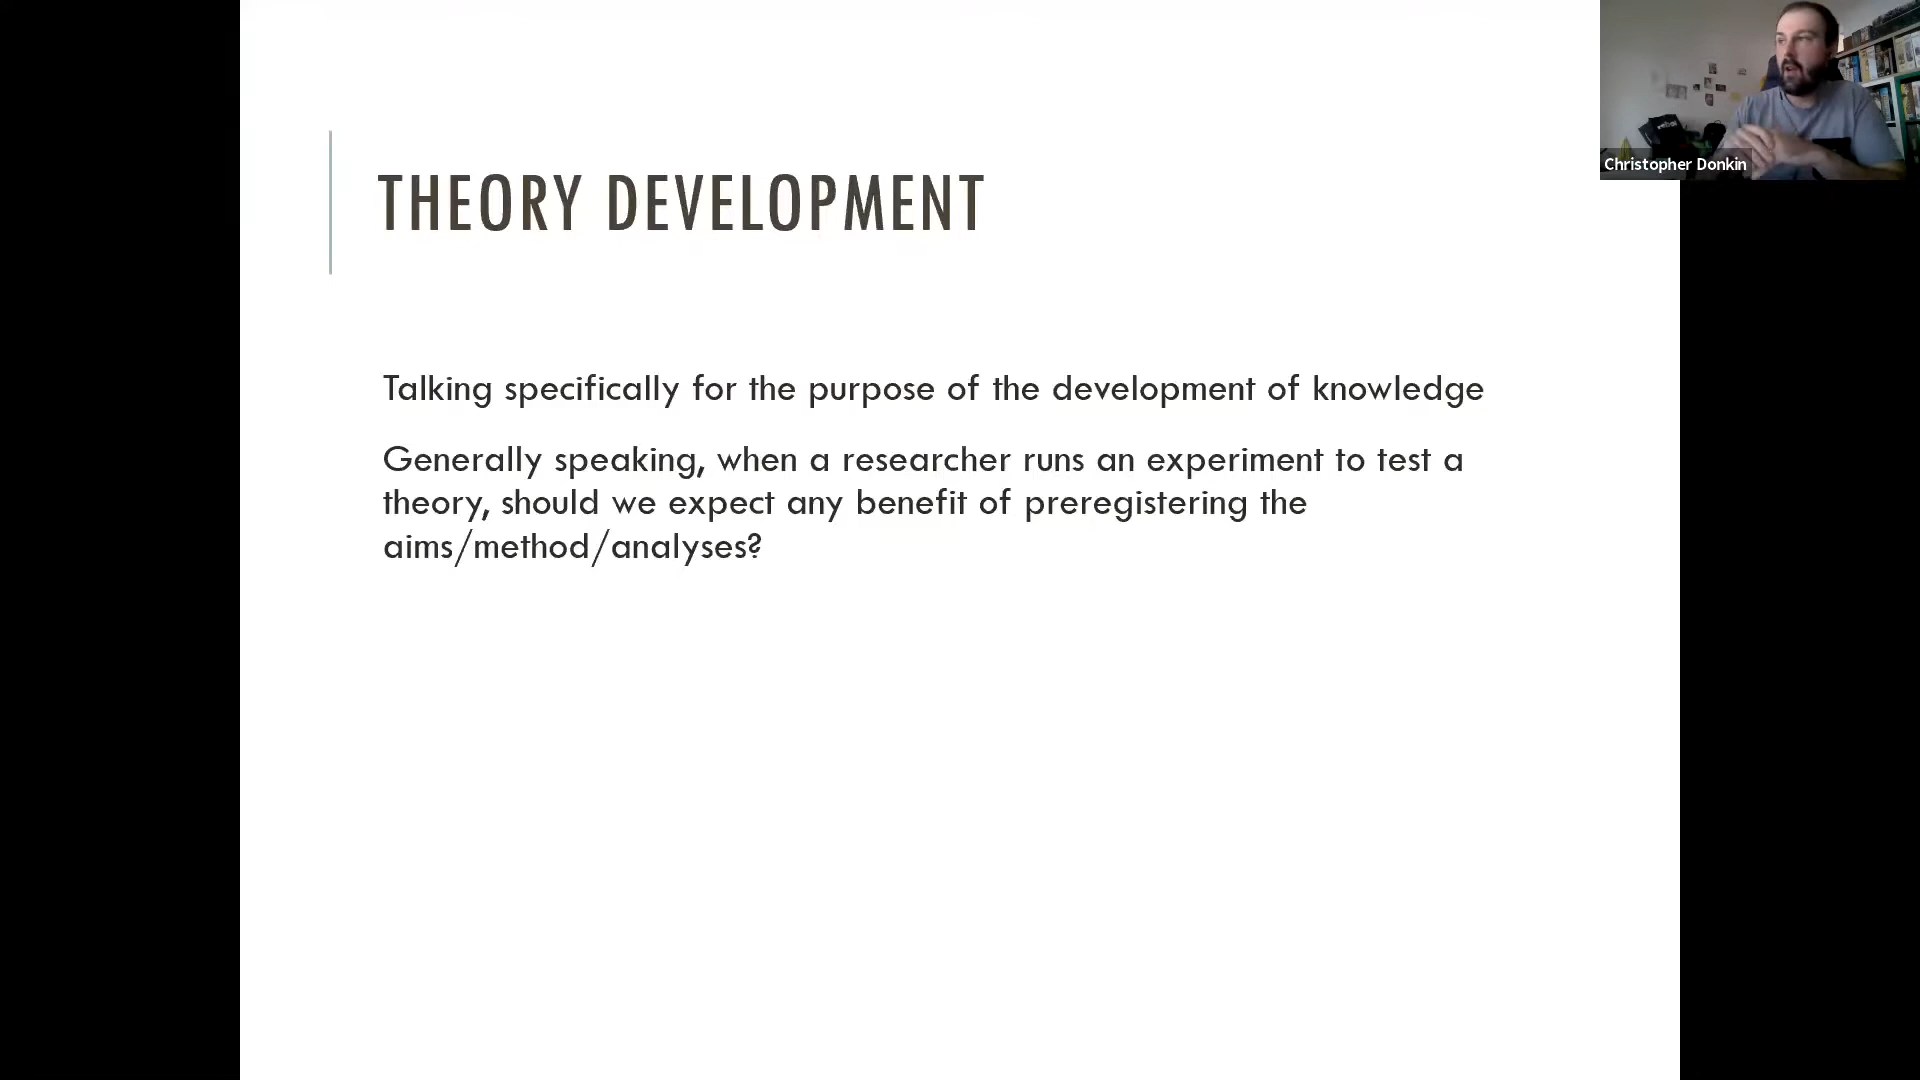 THEORY DEVELOPMENT
Talking specifically for the purpose of the development of knowledge
Generally speaking, when a researcher runs an experiment to test a
theory, should we expect any benefit of preregistering the
aims/method/analyses?
Christopher Donkin